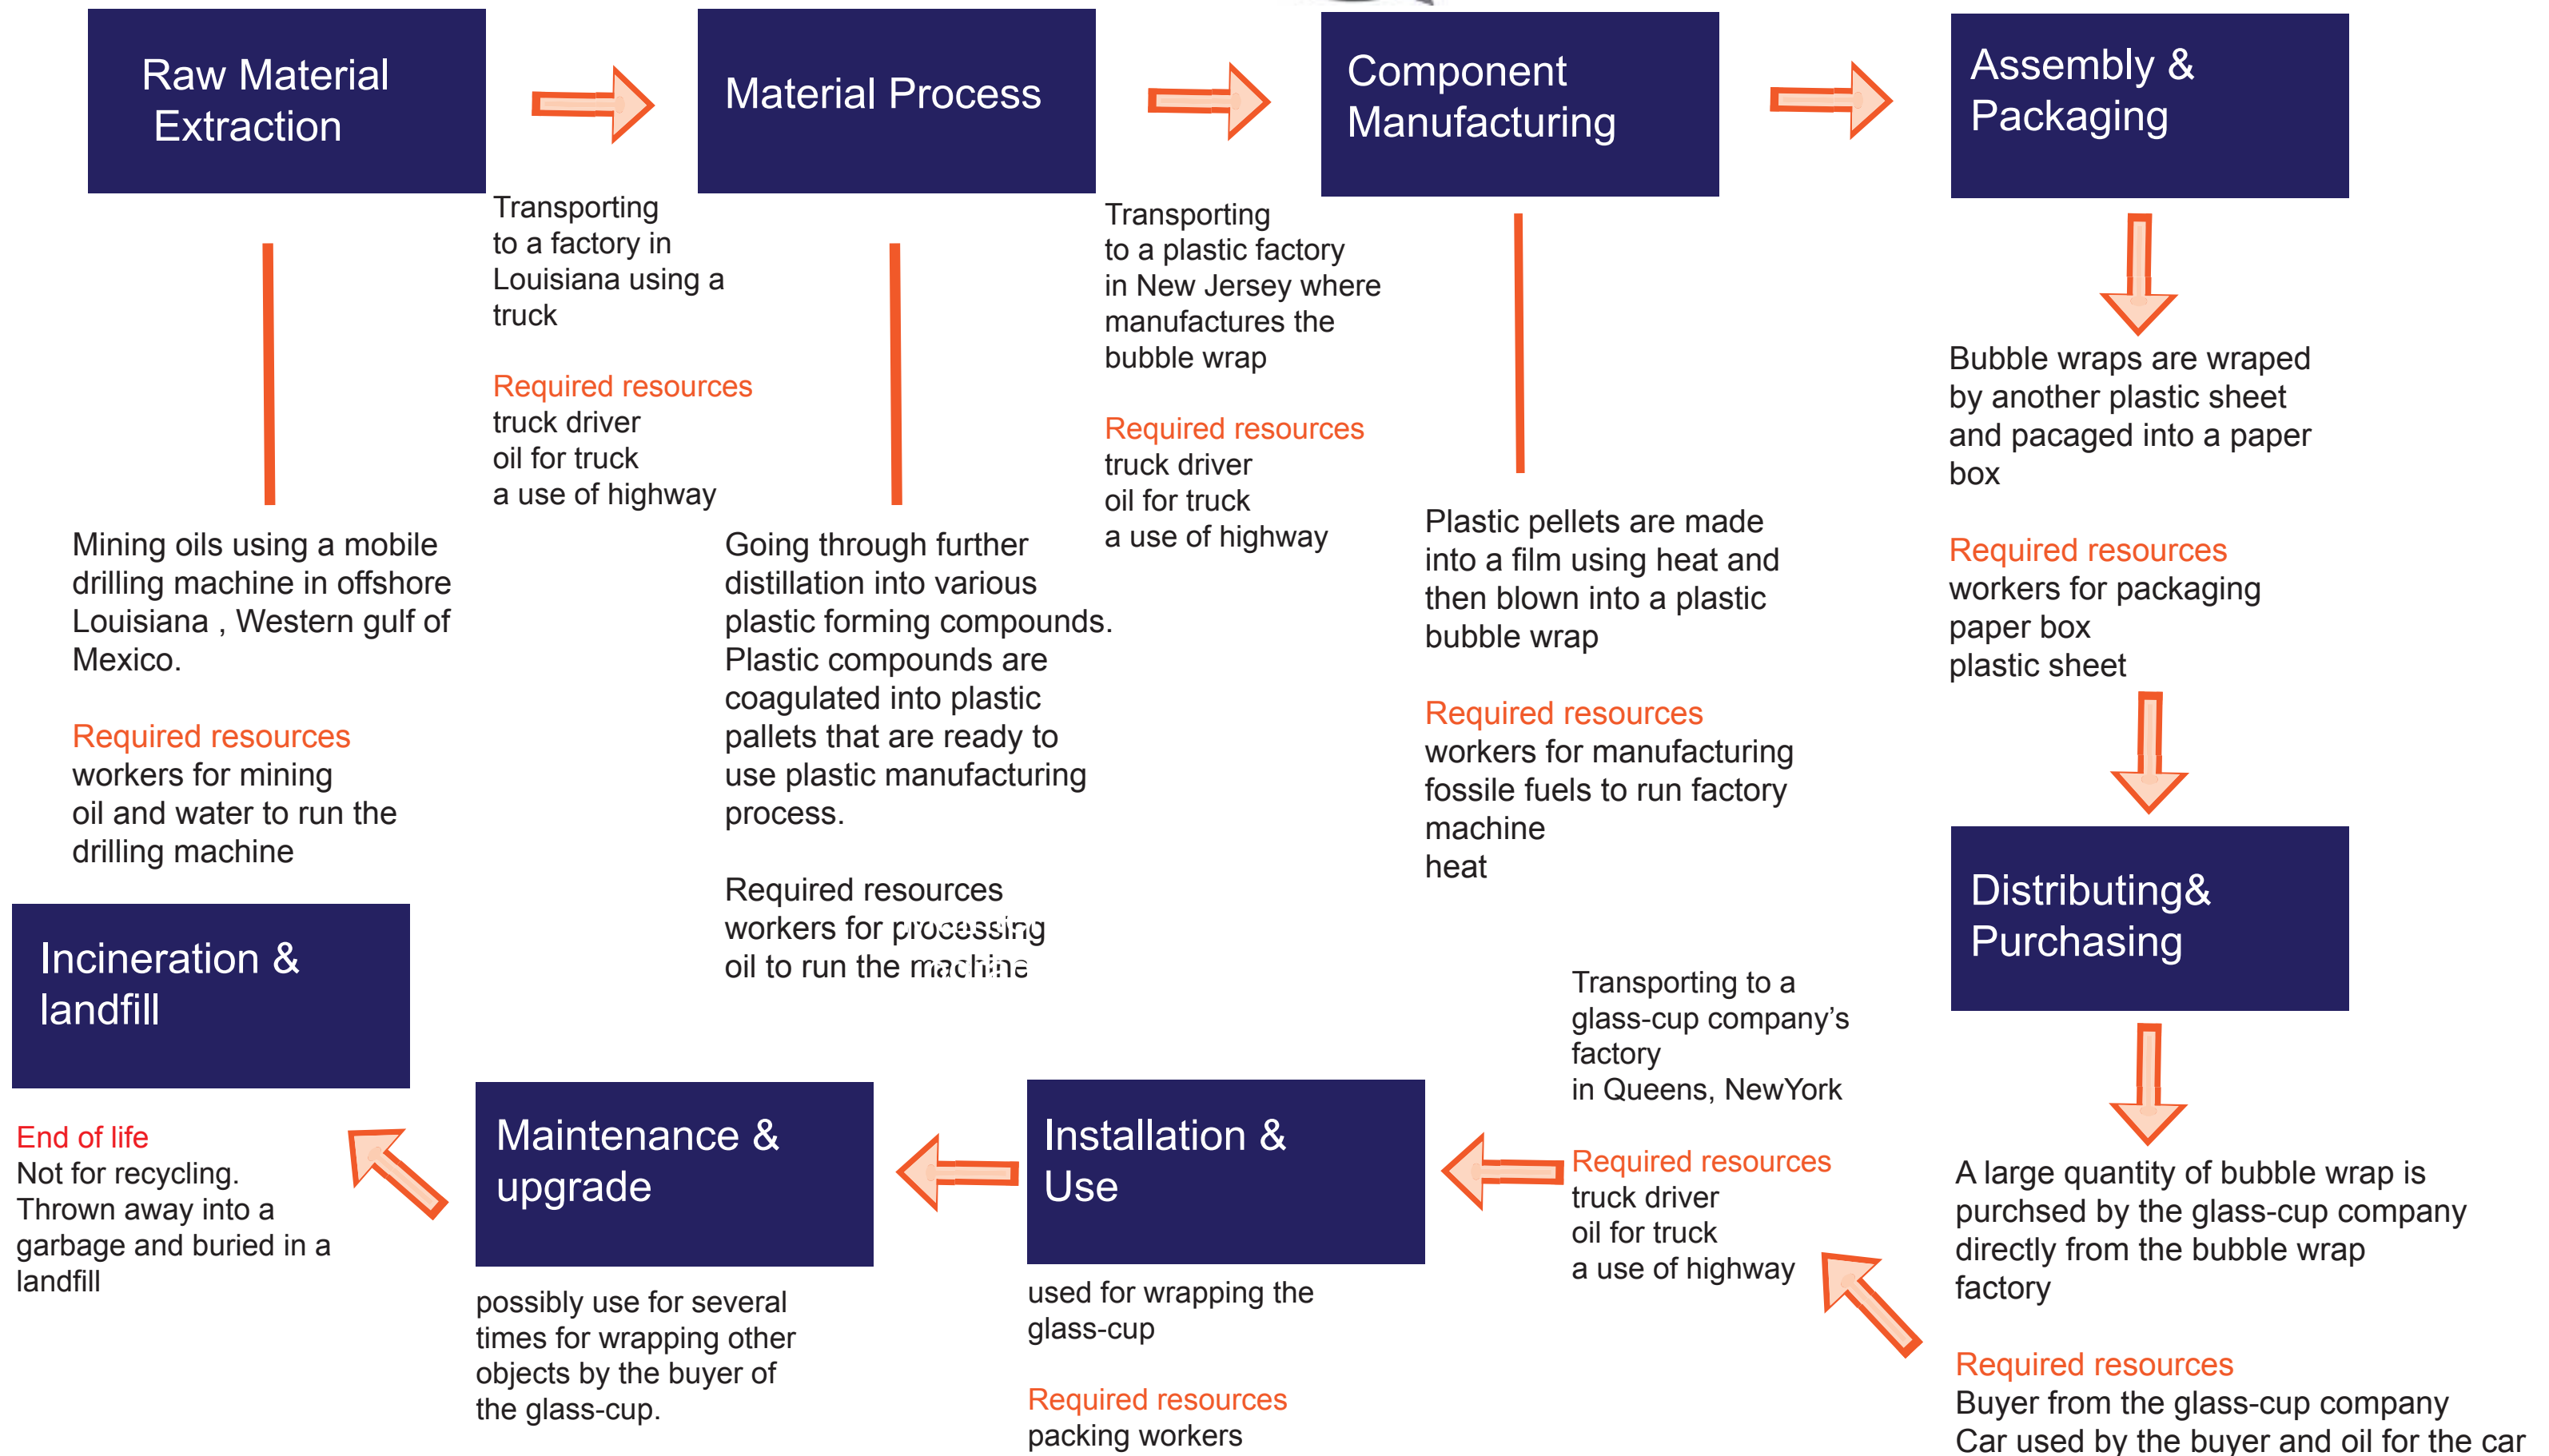 Raw Material
Extraction
Material Process
Component
Manufacturing
Assembly &
Packaging
Transporting
to a factory in
Louisiana using a
truck
Required resources
truck driver
oil for truck
a use of highway
Transporting
to a plastic factory
in New Jersey where
manufactures the
bubble wrap
Required resources
truck driver
oil for truck
a use of highway
Mining oils using a mobile
drilling machine in offshore
Louisiana , Western gulf of
Mexico.
Required resources
workers for mining
oil and water to run the
drilling machine
Going through further
distillation into various
plastic forming compounds.
Plastic compounds are
coagulated into plastic
pallets that are ready to
use plastic manufacturing
process.
Required resources
workers for processing
oil to run the machine
Plastic pellets are made
into a film using heat and
then blown into a plastic
bubble wrap
Required resources
workers for manufacturing
fossile fuels to run factory
machine
heat
Bubble wraps are wraped
by another plastic sheet
and pacaged into a paper
box
Required resources
workers for packaging
paper box
plastic sheet
Distributing&
Purchasing
A large quantity of bubble wrap is
purchsed by the glass-cup company
directly from the bubble wrap
factory
Required resources
Buyer from the glass-cup company
Car used by the buyer and oil for the car
Transporting to a
glass-cup company’s
factory
in Queens, NewYork
Required resources
truck driver
oil for truck
a use of highway
Installation &
Use
used for wrapping the
glass-cup
Required resources
packing workers
Maintenance &
upgrade
possibly use for several
times for wrapping other
objects by the buyer of
the glass-cup.
Incineration &
landfill
End of life
Not for recycling.
Thrown away into a
garbage and buried in a
landfill